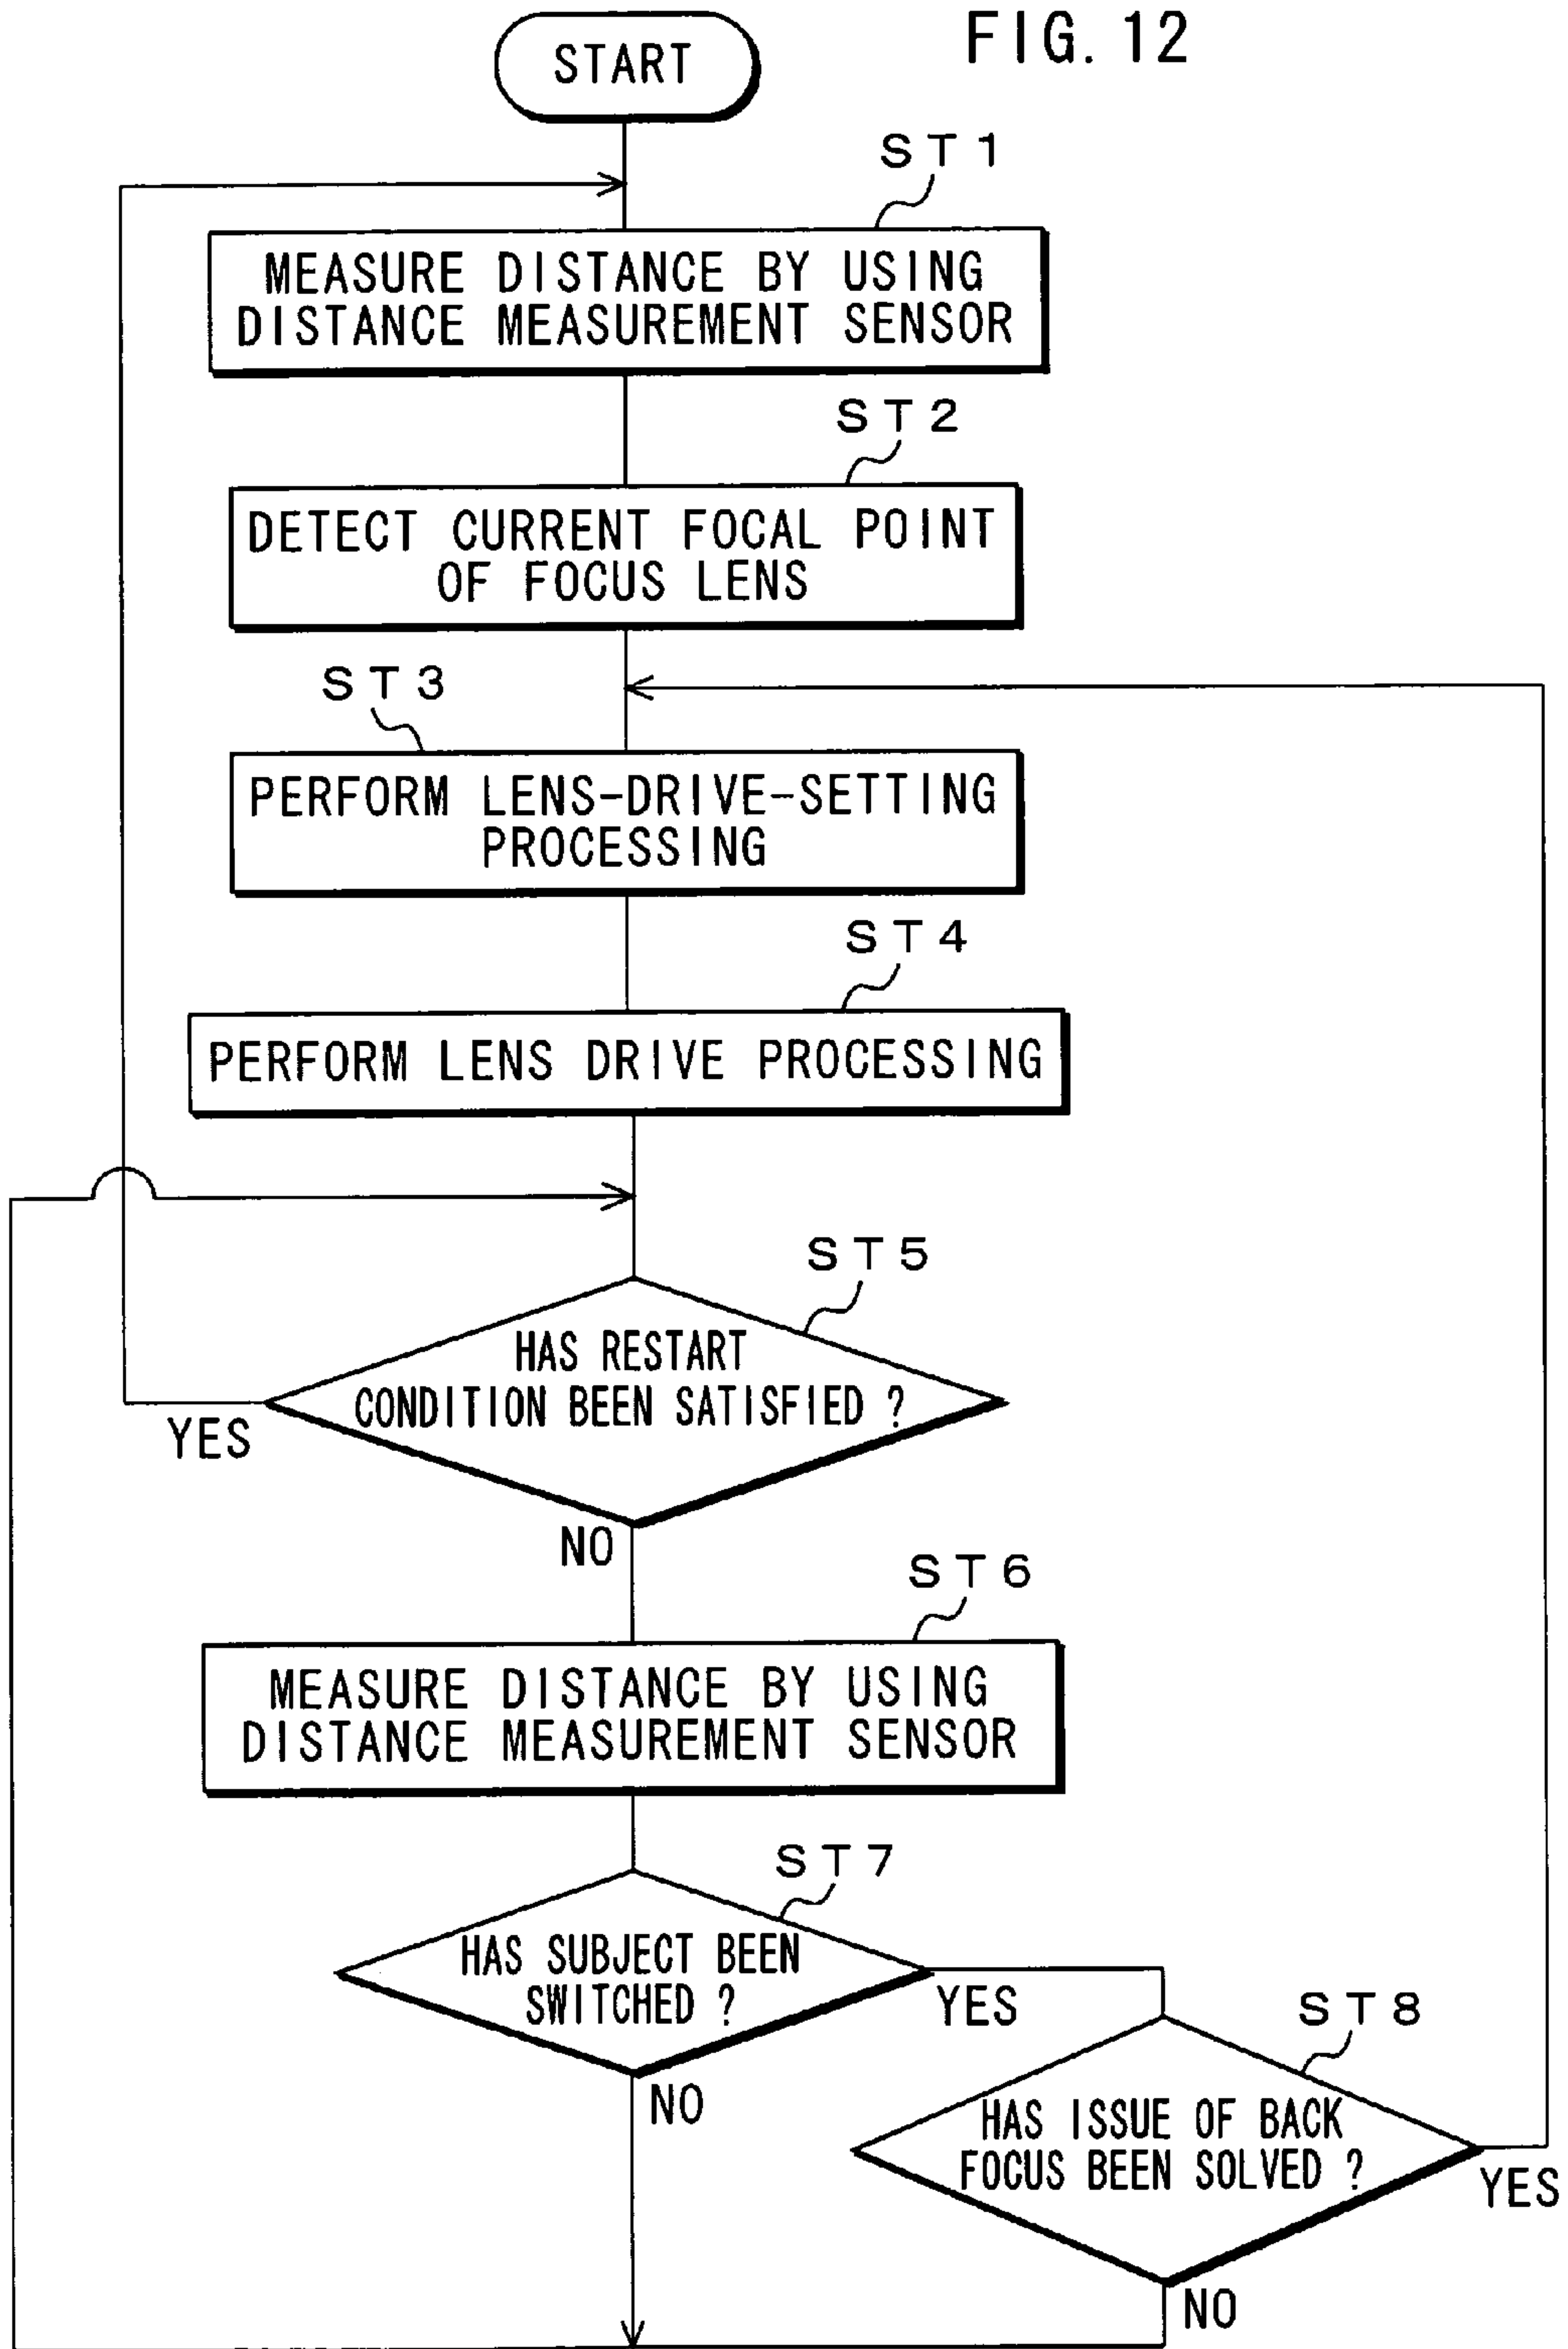 FIG. 12
START
ST1
MEASURE DISTANCE BY USING
DISTANCE MEASUREMENT SENSOR
ST2
DETECT CURRENT FOCAL POINT
OF FOCUS LENS
ST3
PERFORM LENS-DRIVE-SETTING
PROCESSING
ST4
PERFORM LENS DRIVE PROCESSING
ST5
HAS RESTART
CONDITION BEEN SATISFIED ?
YES
NO
ST6
MEASURE DISTANCE BY USING
DISTANCE MEASUREMENT SENSOR
ST7
HAS SUBJECT BEEN
SWITCHED ?
YES
NO
ST8
HAS ISSUE OF BACK
FOCUS BEEN SOLVED ?
YES
NO